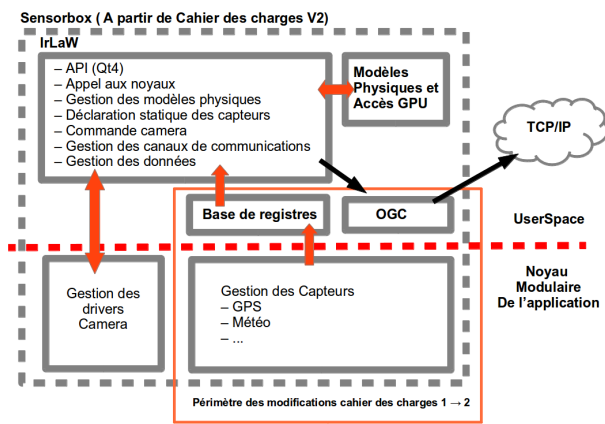 Sensorbox ( A partir de Cahier des charges V2)
IrLaW
– API (Qt4)
– Appel aux noyaux
– Gestion des modèles physiques
– Déclaration statique des capteurs
– Commande camera
– Gestion des canaux de communications
– Gestion des données
Modèles
Physiques et
Accès GPU
TCP/IP
Base de registres
OGC
UserSpace
Gestion des
drivers
Camera
Gestion des Capteurs
– GPS
– Météo
– ...
Noyau
Modulaire
De l'application
Périmètre des modifications cahier des charges 1 → 2